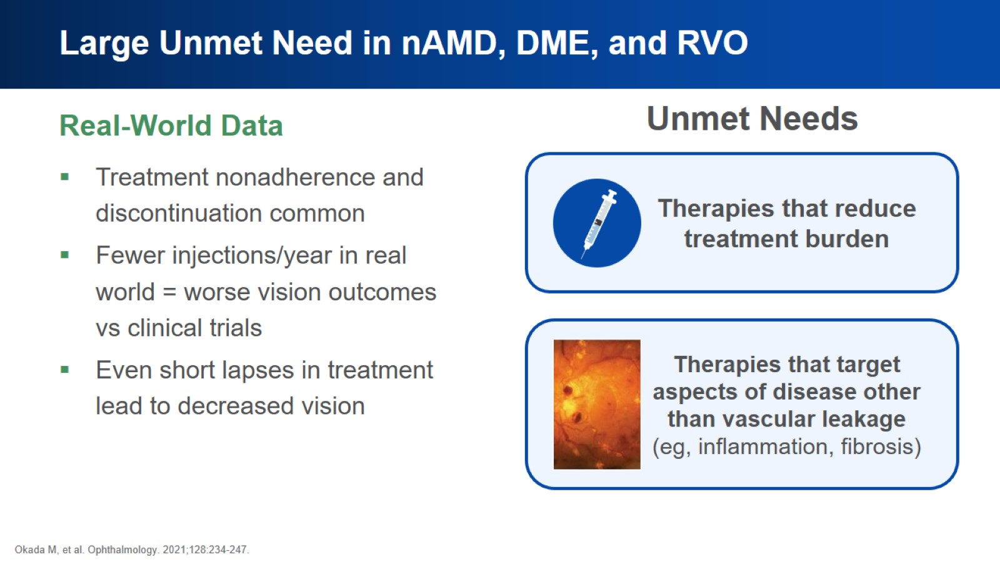 Large Unmet Need in nAMD, DME, and RVO
Real-World Data
▪ Treatment nonadherence and
discontinuation common
▪ Fewer injections/year in real
world = worse vision outcomes
vs clinical trials
▪ Even short lapses in treatment
lead to decreased vision
Unmet Needs
Therapies that reduce
treatment burden
Therapies that target
aspects of disease other
than vascular leakage
(eg, inflammation, fibrosis)
Okada M, et al. Ophthalmology. 2021;128:234-247.